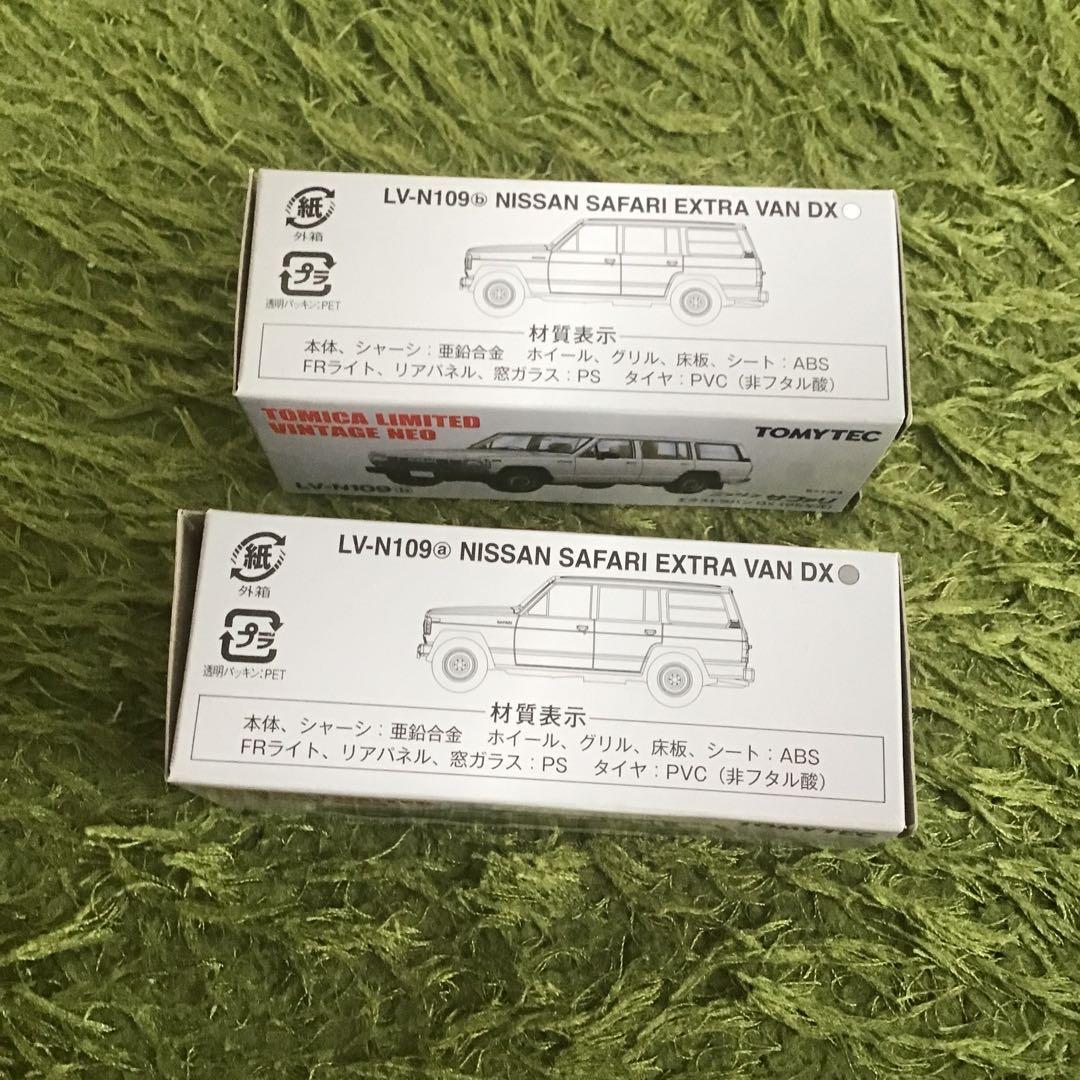 紙
外箱
プラ
透明パッキン:PET
LV-N109ⓑ NISSAN SAFARI EXTRA VAN DX
材質表示
本体、シャーシ:亜鉛合金 ホイール、グリル、床板、シート:ABS
FRライト、リアパネル、窓ガラス:PS タイヤ:PVC(非フタル酸)
TOMICA LIMITED
VINTAGE NEO
TOMYTEC
LV-N109 ⓑ
サファリ
紙
外箱
プラ
透明パッキン:PET
LV-N109ⓐ NISSAN SAFARI EXTRA VAN DX
SAFARI
材質表示
本体、シャーシ:亜鉛合金 ホイール、グリル、床板、シート:ABS
FRライト、リアパネル、窓ガラス:PS タイヤ:PVC(非フタル酸)
TOMYTEC